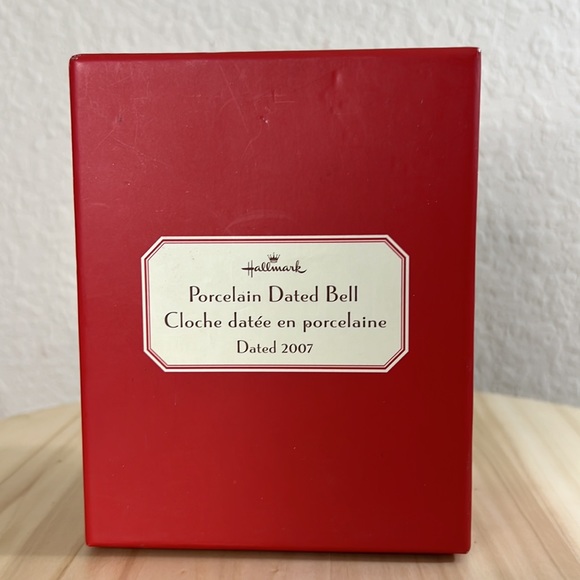 Hallmark
Porcelain Dated Bell
Cloche datée en porcelaine
Dated 2007